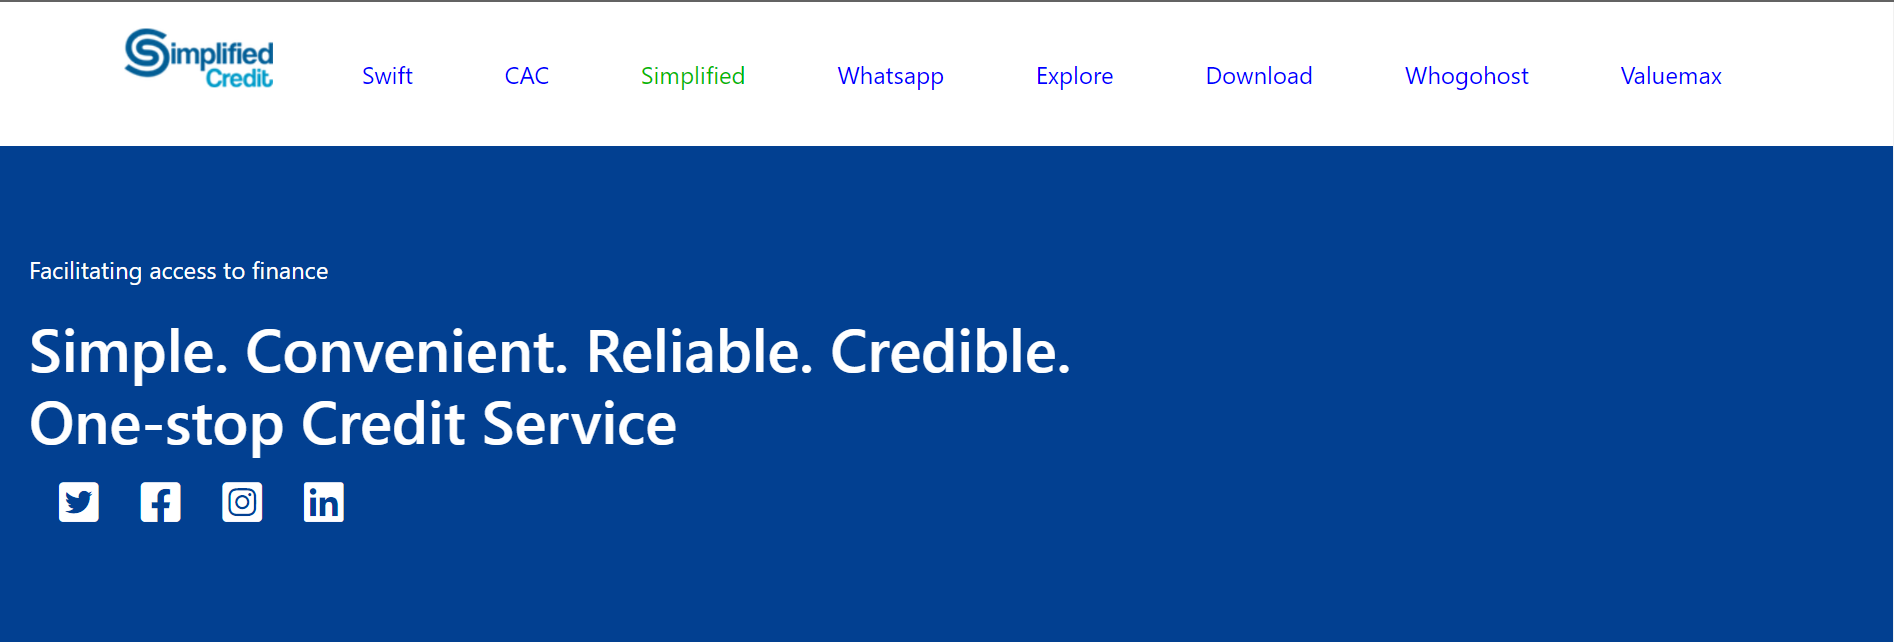 Simplified
Credit
Swift CAC Simplified Whatsapp Explore Download Whogohost Valuemax
Facilitating access to finance
Simple. Convenient. Reliable. Credible.
One-stop Credit Service
in